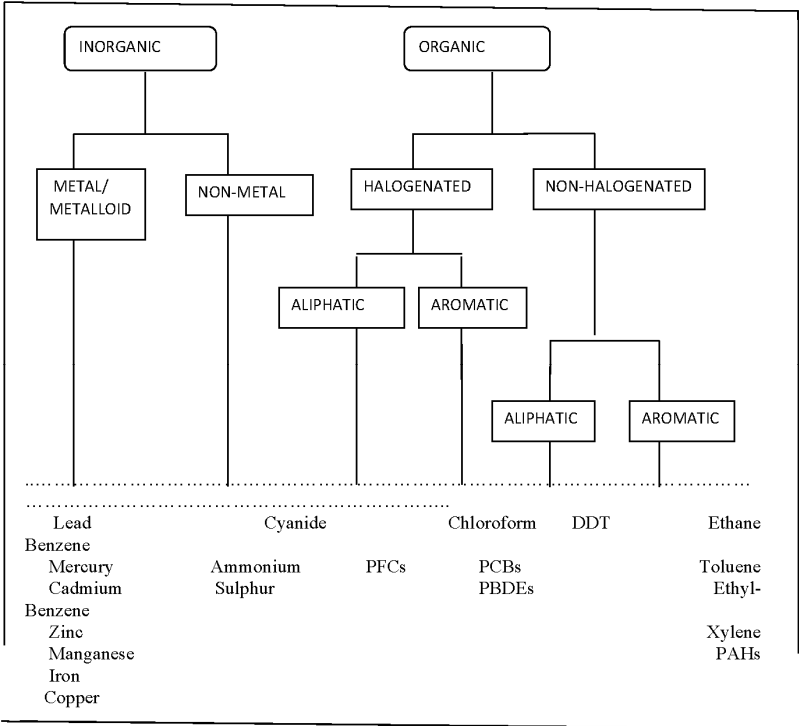 INORGANIC ORGANIC
METAL/
METALLOID
NON-METAL
HALOGENATED
NON-HALOGENATED
ALIPHATIC AROMATIC
ALIPHATIC AROMATIC
Lead Cyanide Chloroform DDT Ethane
Benzene
Mercury Ammonium PFCs PCBs Toluene
Cadmium Sulphur PBDEs Ethyl-
Benzene
Zinc Xylene
Manganese PAHs
Iron
Copper